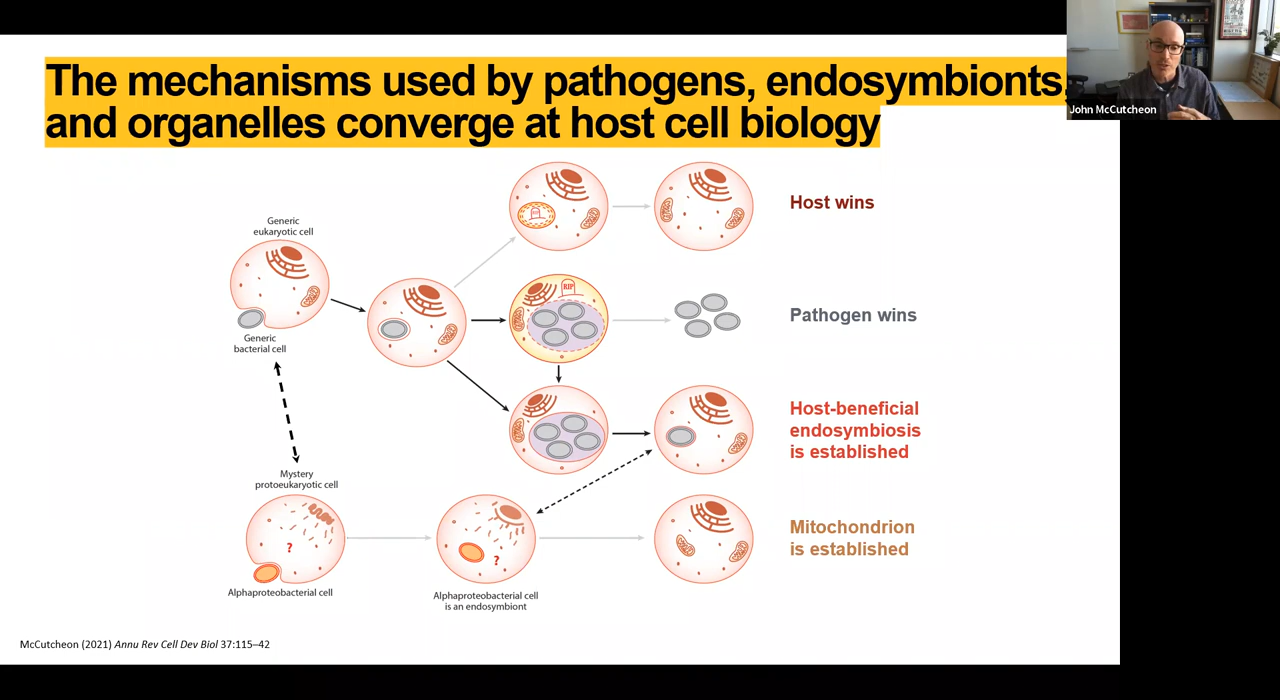 The mechanisms used by pathogens, endosymbionts,
and organelles converge at host cell biology
John McCutcheon
Generic
eukaryotic cell
Generic
bacterial cell
RIP
Host wins
Pathogen wins
Host-beneficial
endosymbiosis
is established
Mystery
protoeukaryotic cell
?
Alphaproteobacterial cell
?
Alphaproteobacterial cell
is an endosymbiont
Mitochondrion
is established
McCutcheon (2021) Annu Rev Cell Dev Biol 37:115–42